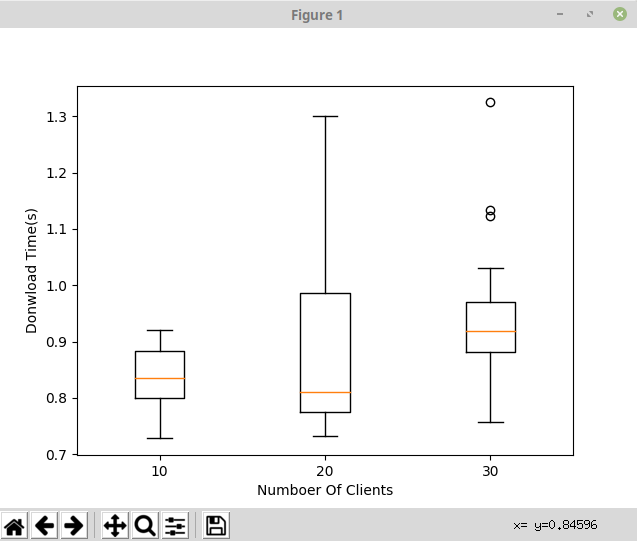 Figure 1
1.3
1.2
1.1
1.0
0.9
0.8
0.7
Donwload Time(s)
10 20 30
Numboer Of Clients
x= y=0.84596